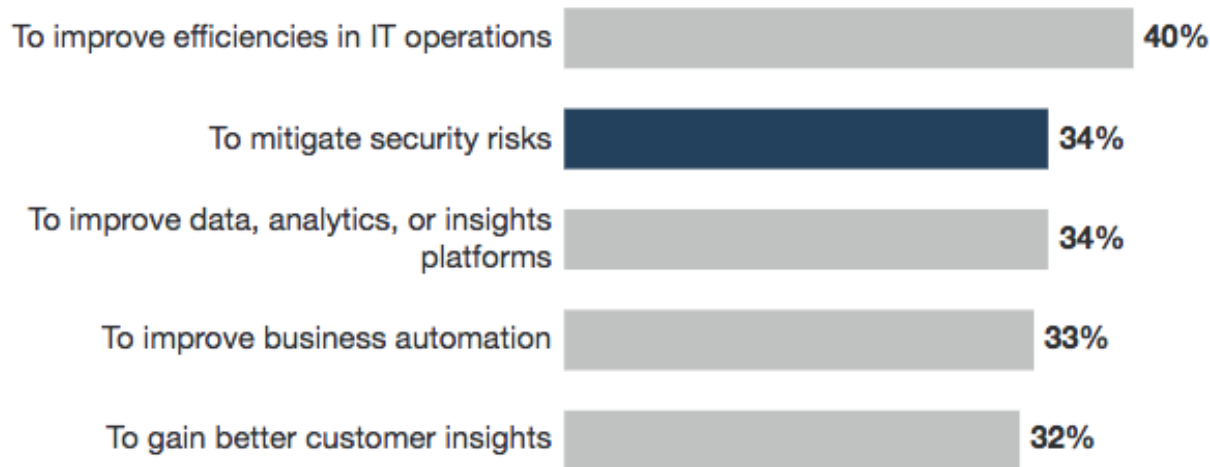 To improve efficiencies in IT operations 40%
To mitigate security risks 34%
To improve data, analytics, or insights
platforms 34%
To improve business automation 33%
To gain better customer insights 32%